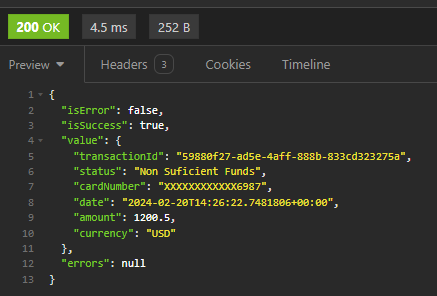 200 OK 4.5 ms 252 B
Preview Headers 3 Cookies Timeline
1 {
2 "isError": false,
3 "isSuccess": true,
4 "value": {
5 "transactionId": "59880f27-ad5e-4aff-888b-833cd323275a",
6 "status": "Non Suficient Funds",
7 "cardNumber": "XXXXXXXXXXXX6987",
8 "date": "2024-02-20T14:26:22.7481806+00:00",
9 "amount": 1200.5,
10 "currency": "USD"
11 },
12 "errors": null
13 }